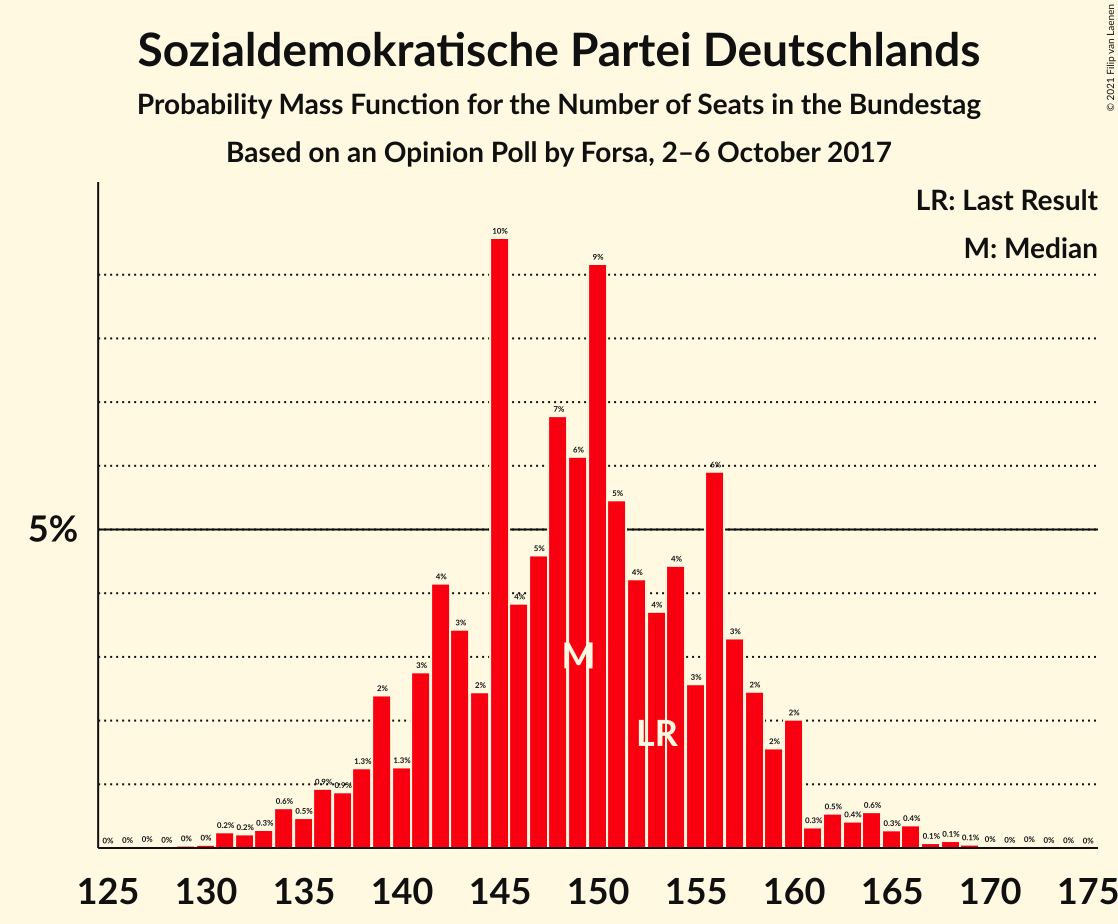 © 2021 Filip van Laenen
Sozialdemokratische Partei Deutschlands
Probability Mass Function for the Number of Seats in the Bundestag
Based on an Opinion Poll by Forsa, 2–6 October 2017
LR: Last Result
M: Median
5%
0% 0% 0% 0% 0% 0% 0.2% 0.2% 0.3% 0.6% 0.5% 0.9% 0.9% 1.3% 2% 1.3% 3% 4% 3% 2% 10% 4% 5% 7% 6% 9% 5% 4% 4% 4% 3% 6% 3% 2% 2% 2% 0.3% 0.5% 0.4% 0.6% 0.3% 0.4% 0.1% 0.1% 0.1% 0% 0% 0% 0% 0% 0%
M
LR
125 130 135 140 145 150 155 160 165 170 175